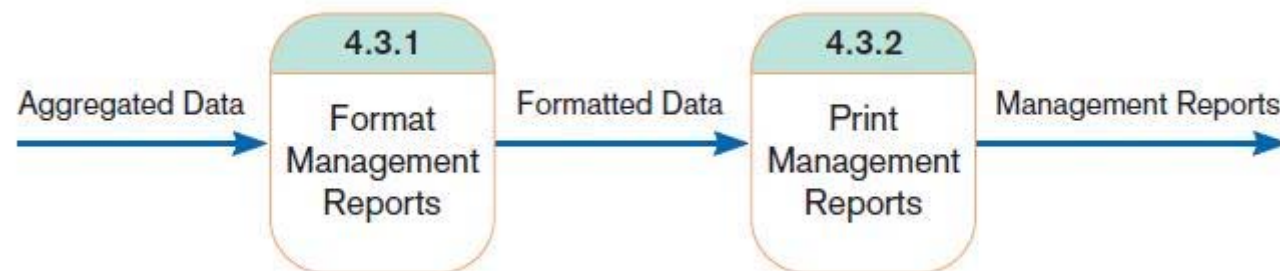 4.3.1
4.3.2
Aggregated Data
Format
Management
Reports
Formatted Data
Print
Management
Reports
Management Reports